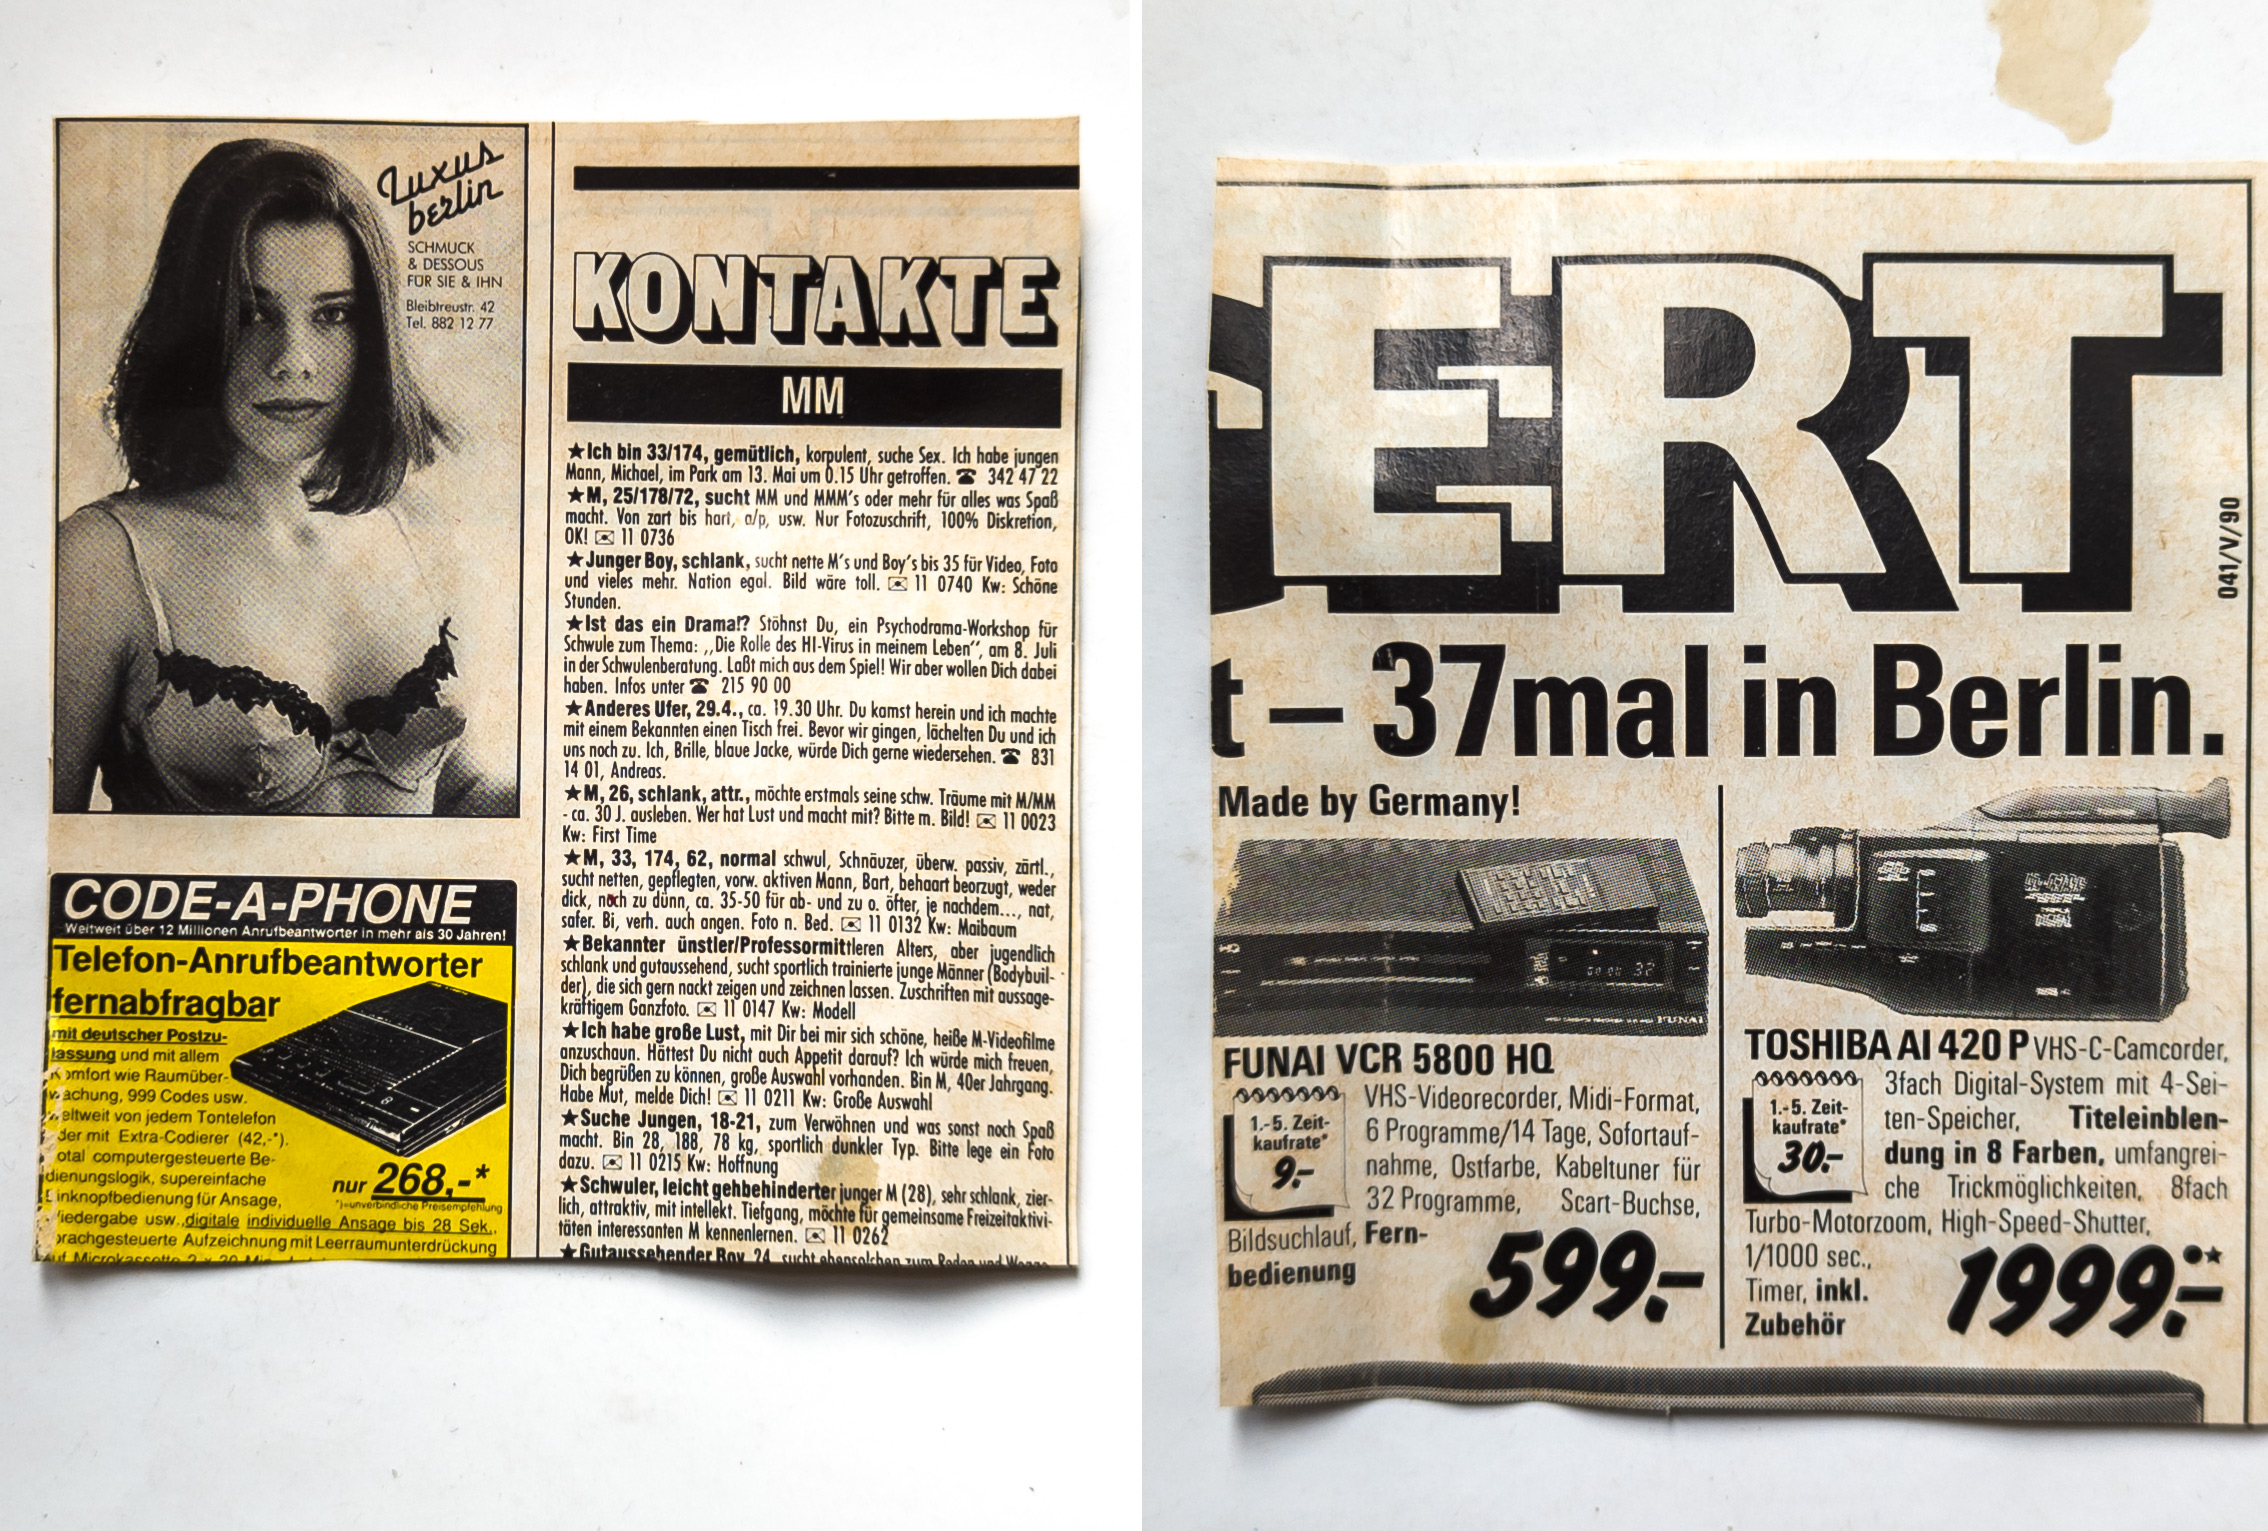 Luxus
berlin
SCHMUCK
& DESSOUS
FÜR SIE & IHN
Bleibtreustr. 42
Tel. 882 12 77
CODE-A-PHONE
Weltweit über 12 Millionen Anrufbeantworter in mehr als 30 Jahren!
Telefon-Anrufbeantworter
fernabfragbar
mit deutscher Postzu-
lassung und mit allem
Komfort wie Raumüber-
wachung, 999 Codes usw.
weltweit von jedem Tontelefon
oder mit Extra-Codierer (42,-*).
otal computergesteuerte Be-
dienungslogik, supereinfache
Einknopfbedienung für Ansage,
Wiedergabe usw., digitale individuelle Ansage bis 28 Sek.,
prachgesteuerte Aufzeichnung mit Leerraumunterdrückung
nur 268,-*
*)=unverbindliche Preisempfehlung
KONTAKTE
MM
★Ich bin 33/174, gemütlich, korpulent, suche Sex. Ich habe jungen
Mann, Michael, im Park am 13. Mai um 0.15 Uhr getroffen. ☎ 342 47 22
★M, 25/178/72, sucht MM und MMM's oder mehr für alles was Spaß
macht. Von zart bis hart, a/p, usw. Nur Fotozuschrift, 100% Diskretion,
OK! ✉ 11 0736
★Junger Boy, schlank, sucht nette M's und Boy's bis 35 für Video, Foto
und vieles mehr. Nation egal. Bild wäre toll. ✉ 11 0740 Kw: Schöne
Stunden.
★Ist das ein Drama!? Stöhnst Du, ein Psychodrama-Workshop für
Schwule zum Thema: ,,Die Rolle des HI-Virus in meinem Leben'', am 8. Juli
in der Schwulenberatung. Laßt mich aus dem Spiel! Wir aber wollen Dich dabei
haben. Infos unter ☎ 215 90 00
★Anderes Ufer, 29.4., ca. 19.30 Uhr. Du kamst herein und ich machte
mit einem Bekannten einen Tisch frei. Bevor wir gingen, lächelten Du und ich
uns noch zu. Ich, Brille, blaue Jacke, würde Dich gerne wiedersehen. ☎ 831
14 01, Andreas.
★M, 26, schlank, attr., möchte erstmals seine schw. Träume mit M/MM
- ca. 30 J. ausleben. Wer hat Lust und macht mit? Bitte m. Bild! ✉ 11 0023
Kw: First Time
★M, 33, 174, 62, normal schwul, Schnäuzer, überw. passiv, zärtl.,
sucht netten, gepflegten, vorw. aktiven Mann, Bart, behaart beorzugt, weder
dick, noch zu dünn, ca. 35-50 für ab- und zu o. öfter, je nachdem..., nat,
safer. Bi, verh. auch angen. Foto n. Bed. ✉ 11 0132 Kw: Maibaum
★Bekannter ünstler/Professormittleren Alters, aber jugendlich
schlank und gutaussehend, sucht sportlich trainierte junge Männer (Bodybuil-
der), die sich gern nackt zeigen und zeichnen lassen. Zuschriften mit aussage-
kräftigem Ganzfoto. ✉ 11 0147 Kw: Modell
★Ich habe große Lust, mit Dir bei mir sich schöne, heiße M-Videofilme
anzuschaun. Hättest Du nicht auch Appetit darauf? Ich würde mich freuen,
Dich begrüßen zu können, große Auswahl vorhanden. Bin M, 40er Jahrgang.
Habe Mut, melde Dich! ✉ 11 0211 Kw: Große Auswahl
★Suche Jungen, 18-21, zum Verwöhnen und was sonst noch Spaß
macht. Bin 28, 188, 78 kg, sportlich dunkler Typ. Bitte lege ein Foto
dazu. ✉ 11 0215 Kw: Hoffnung
★Schwuler, leicht gehbehinderter junger M (28), sehr schlank, zier-
lich, attraktiv, mit intellekt. Tiefgang, möchte für gemeinsame Freizeitaktivi-
täten interessanten M kennenlernen. ✉ 11 0262
★Gutaussehender Boy, 24, sucht ebensolchen zum Reden und
ERT
041/V/90
t – 37mal in Berlin.
Made by Germany!
FUNAI
FUNAI VCR 5800 HQ
1.-5. Zeit-
kaufrate*
9.-
VHS-Videorecorder, Midi-Format,
6 Programme/14 Tage, Sofortauf-
nahme, Ostfarbe, Kabeltuner für
32 Programme, Scart-Buchse,
Bildsuchlauf, Fern-
bedienung
599.-
TOSHIBA AI 420 P VHS-C-Camcorder,
1.-5. Zeit-
kaufrate*
30.-
3fach Digital-System mit 4-Sei-
ten-Speicher, Titeleinblen-
dung in 8 Farben, umfangrei-
che Trickmöglichkeiten, 8fach
Turbo-Motorzoom, High-Speed-Shutter,
1/1000 sec.,
Timer, inkl.
Zubehör
1999.-•★